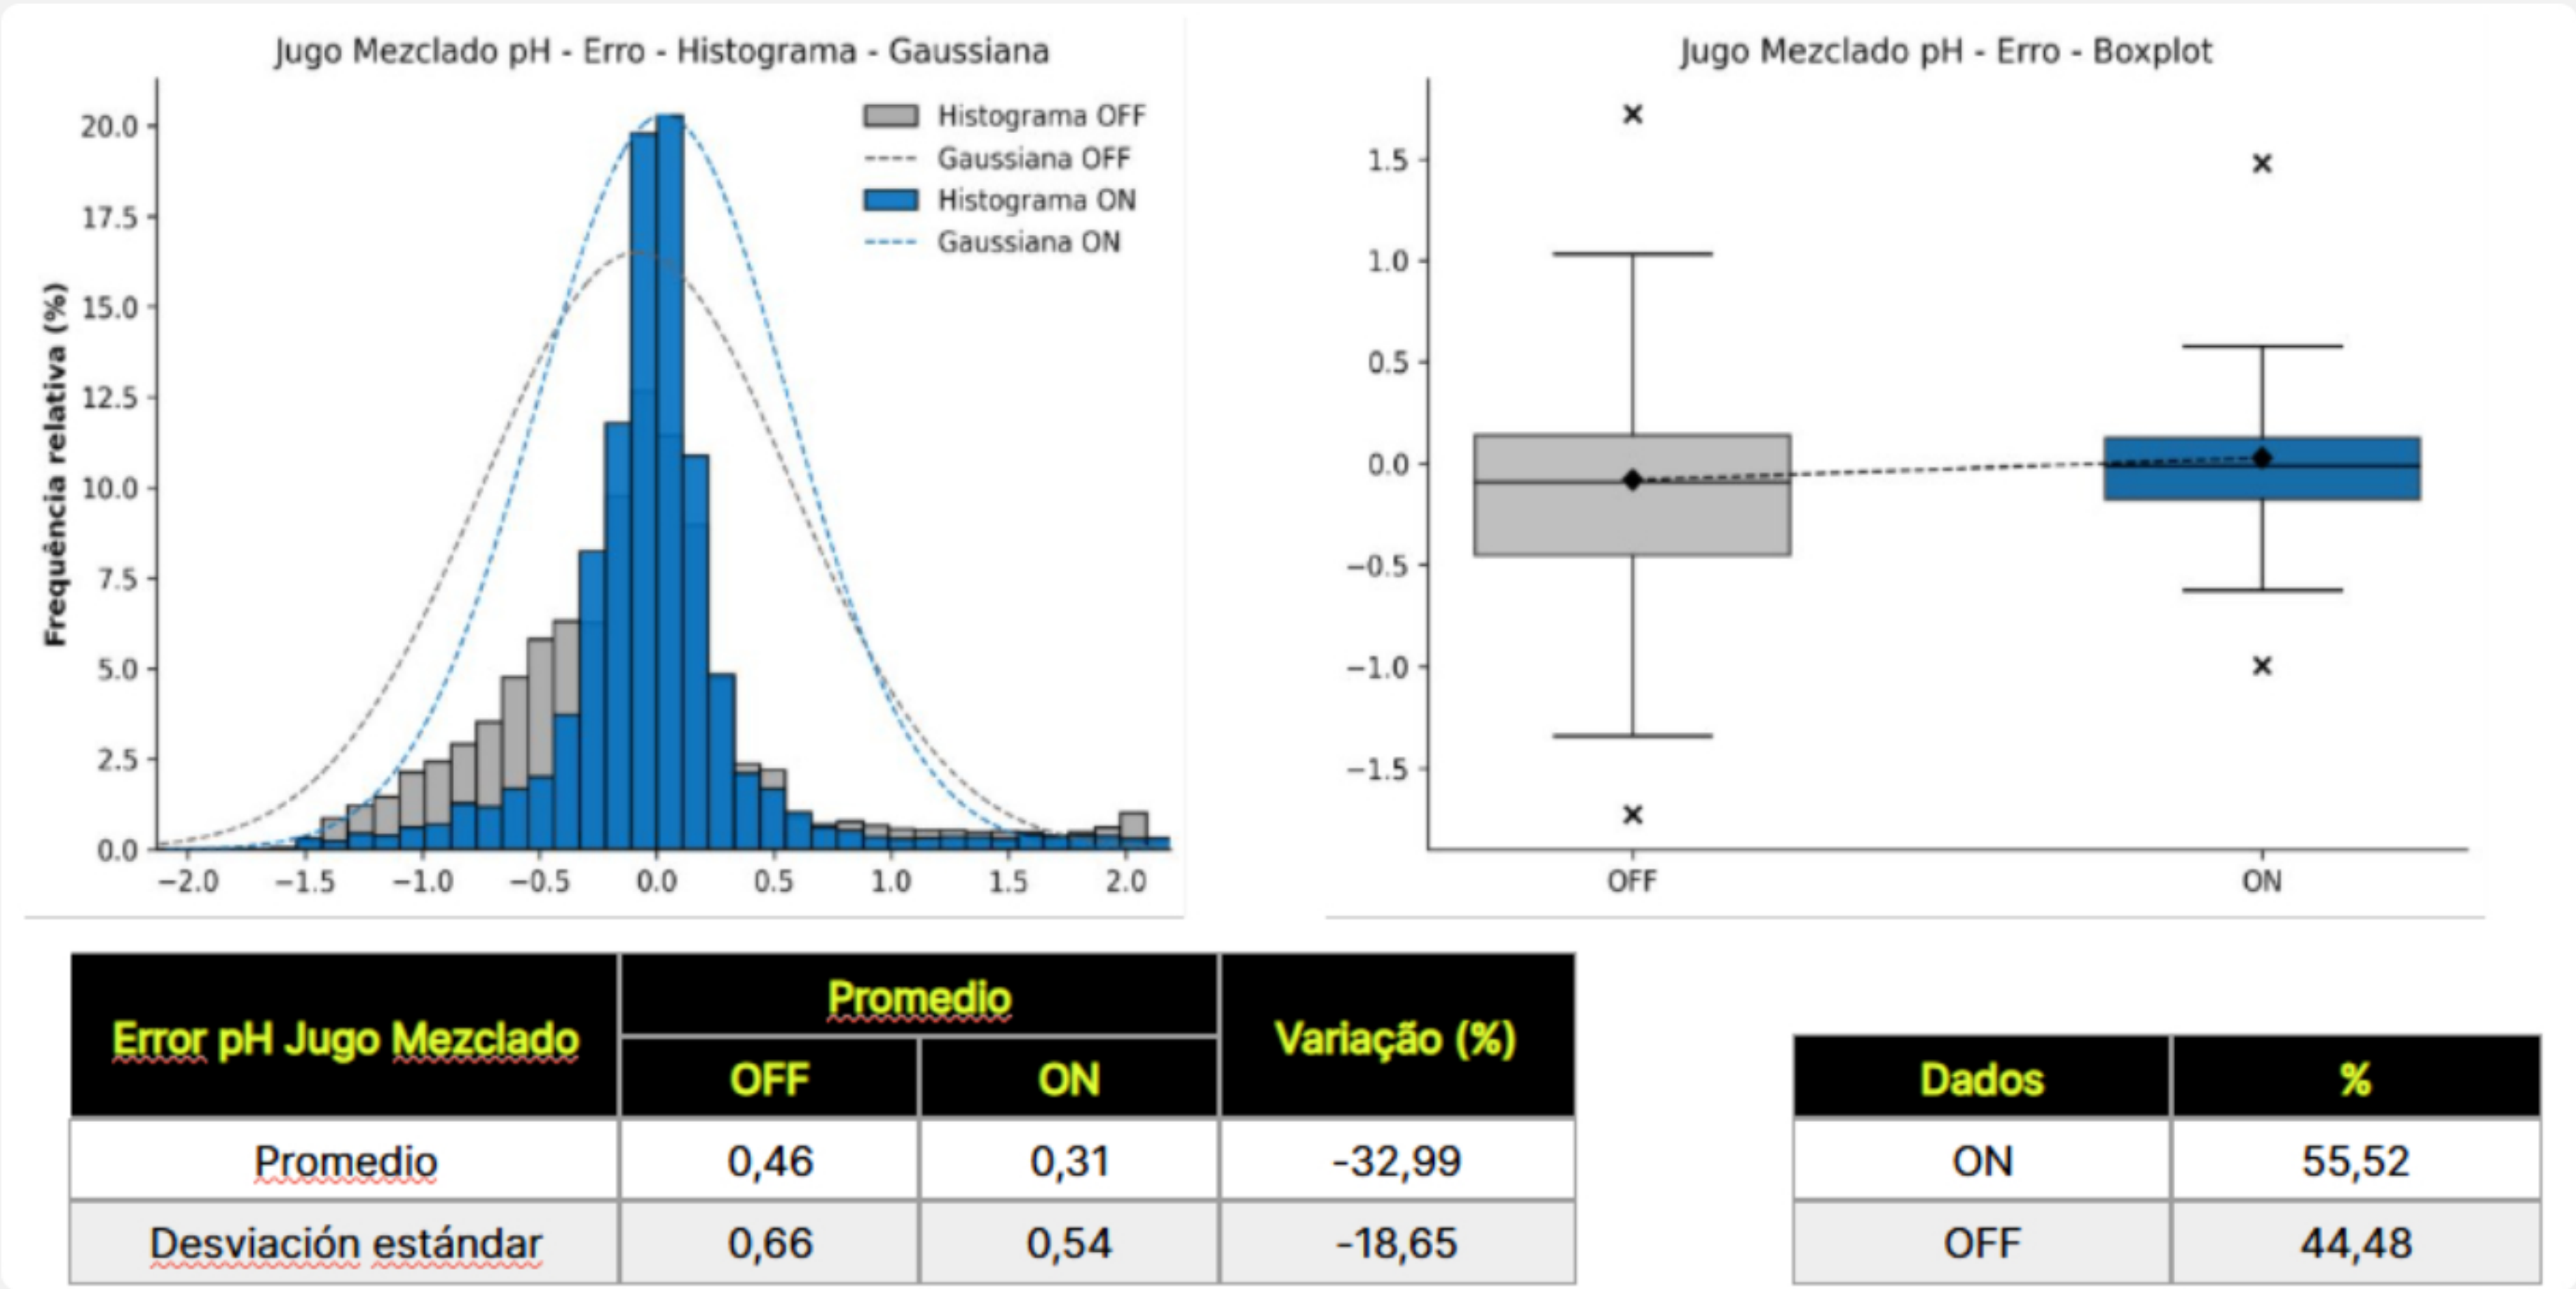 Jugo Mezclado pH - Erro - Histograma - Gaussiana
Histograma OFF
Gaussiana OFF
Histograma ON
Gaussiana ON
Frequência relativa (%)
20.0
17.5
15.0
12.5
10.0
7.5
5.0
2.5
0.0
−2.0 −1.5 −1.0 −0.5 0.0 0.5 1.0 1.5 2.0
Jugo Mezclado pH - Erro - Boxplot
1.5
1.0
0.5
0.0
−0.5
−1.0
−1.5
OFF ON
Error pH Jugo Mezclado Promedio Variação (%)
OFF ON
Promedio 0,46 0,31 -32,99
Desviación estándar 0,66 0,54 -18,65
Dados %
ON 55,52
OFF 44,48